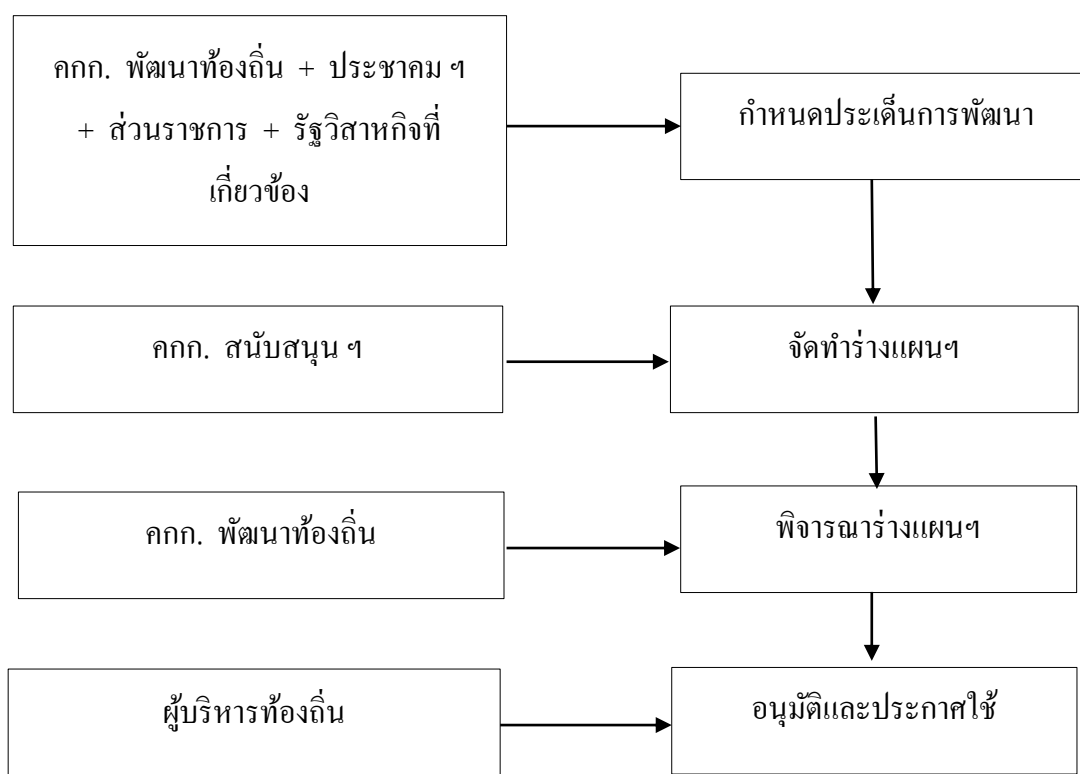 คกก. พัฒนาท้องถิ่น + ประชาคม ฯ
+ ส่วนราชการ + รัฐวิสาหกิจที่
เกี่ยวข้อง
กำหนดประเด็นการพัฒนา
คกก. สนับสนุน ฯ
จัดทำร่างแผนฯ
คกก. พัฒนาท้องถิ่น
พิจารณาร่างแผนฯ
ผู้บริหารท้องถิ่น
อนุมัติและประกาศใช้